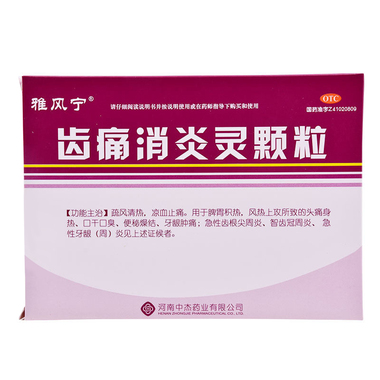 雅风宁®
请仔细阅读说明书并按说明使用或在药师指导下购买和使用
OTC
国药准字Z41020809
齿痛消炎灵颗粒
【功能主治】疏风清热，凉血止痛。用于脾胃积热，风热上攻所致的头痛身
热、口干口臭、便秘燥结、牙龈肿痛；急性齿根尖周炎、智齿冠周炎、急
性牙龈（周）炎见上述证候者。
河南中杰药业有限公司
HENAN ZHONGJIE PHARMACEUTICAL CO., LTD.